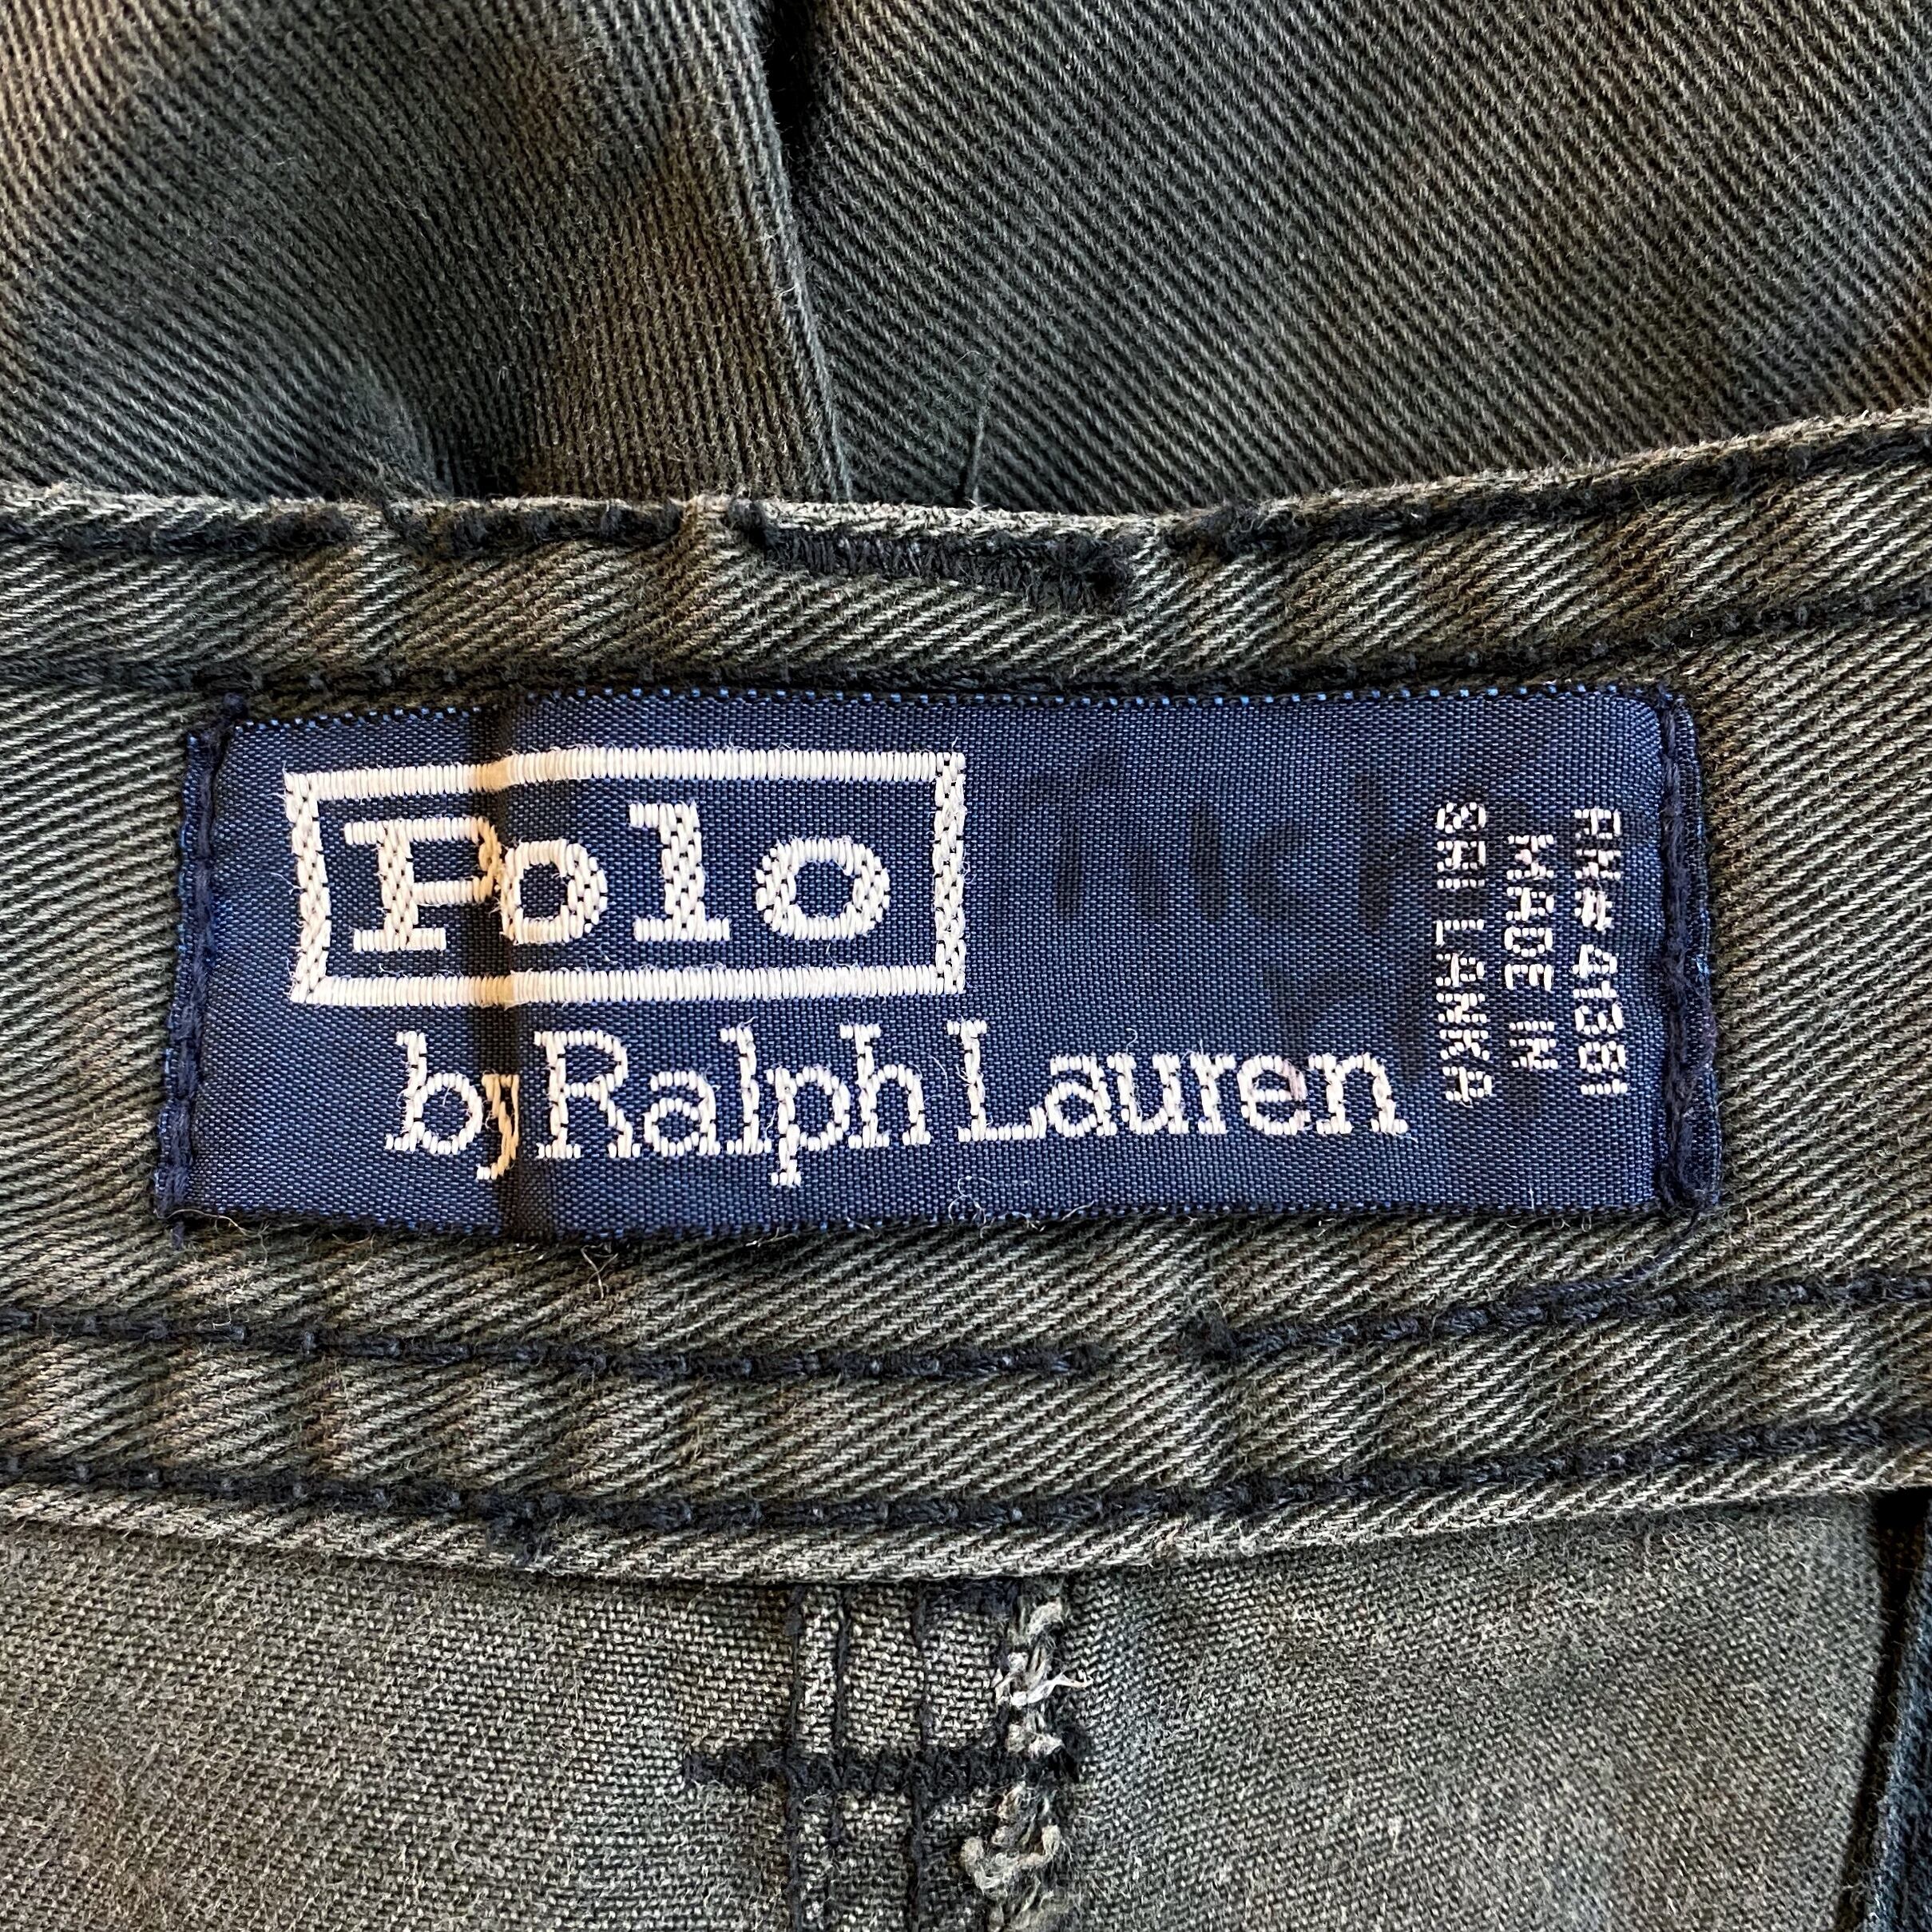 Polo
by Ralph Lauren
RN=41381
MADE IN
SRI LANKA